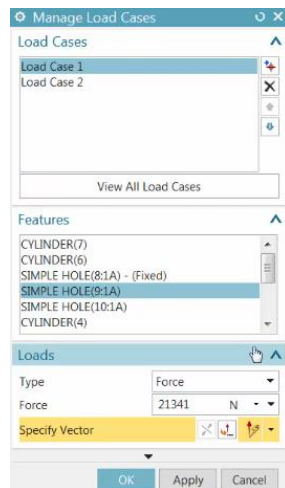 Manage Load Cases
Load Cases
Load Case 1
Load Case 2
View All Load Cases
Features
CYLINDER(7)
CYLINDER(6)
SIMPLE HOLE(8:1A) - (Fixed)
SIMPLE HOLE(9:1A)
SIMPLE HOLE(10:1A)
CYLINDER(4)
Loads
Type Force
Force 21341 N
Specify Vector
OK Apply Cancel